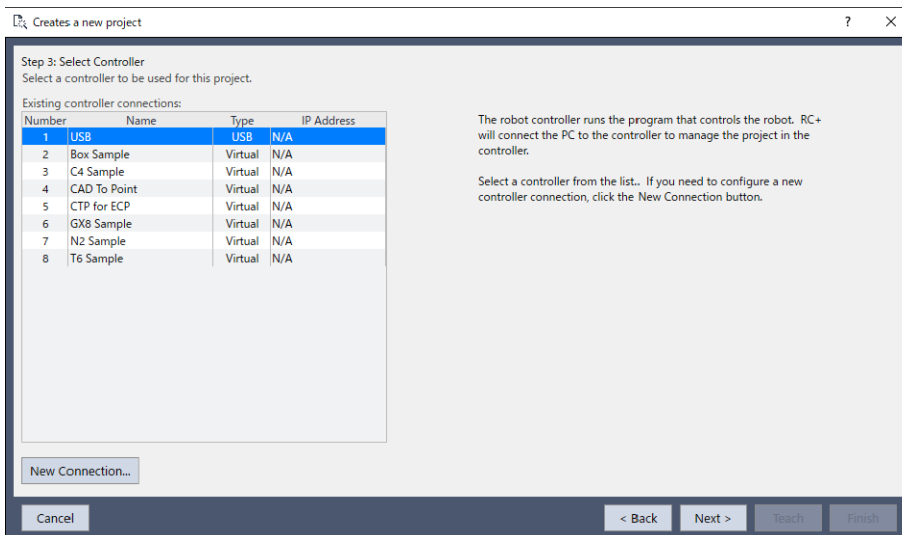 Creates a new project
Step 3: Select Controller
Select a controller to be used for this project.
Existing controller connections:
Number Name Type IP Address
1 USB USB N/A
2 Box Sample Virtual N/A
3 C4 Sample Virtual N/A
4 CAD To Point Virtual N/A
5 CTP for ECP Virtual N/A
6 GX8 Sample Virtual N/A
7 N2 Sample Virtual N/A
8 T6 Sample Virtual N/A
The robot controller runs the program that controls the robot. RC+
will connect the PC to the controller to manage the project in the
controller.
Select a controller from the list.. If you need to configure a new
controller connection, click the New Connection button.
New Connection...
Cancel
< Back
Next >
Teach
Finish